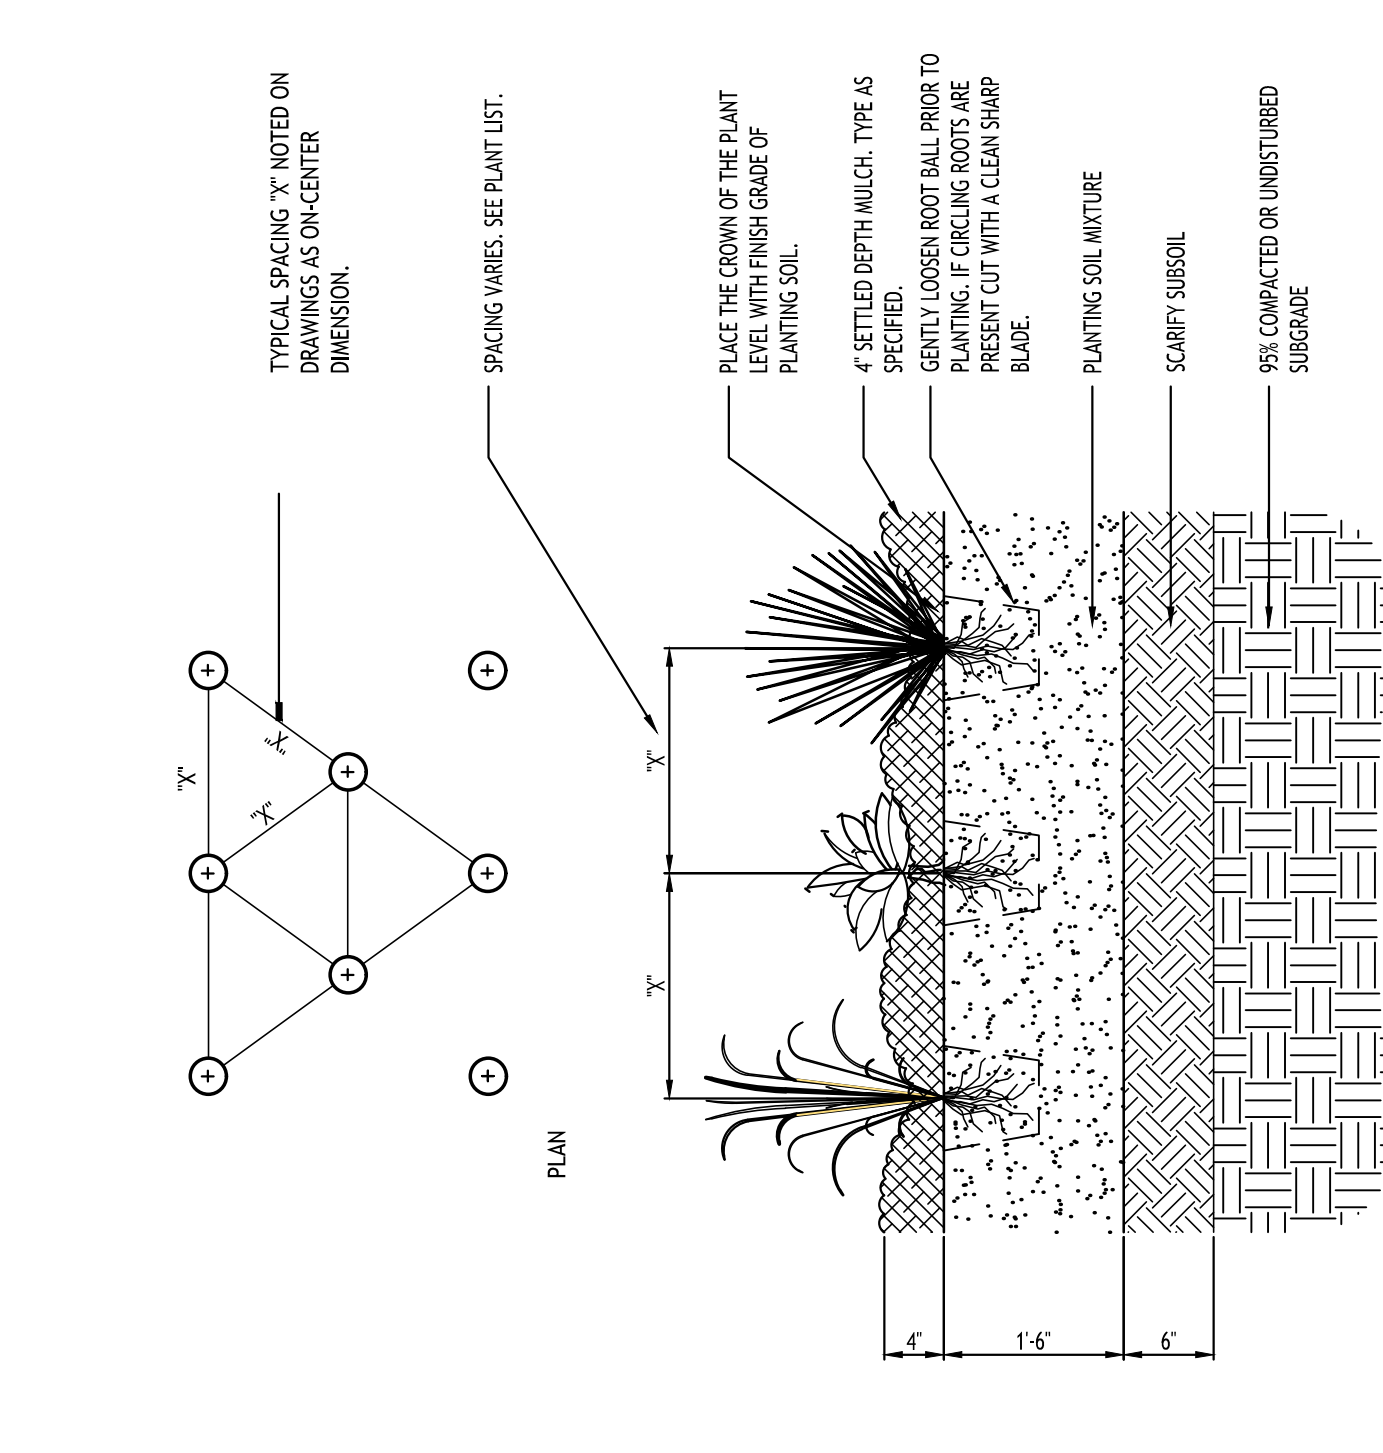 TYPICAL SPACING "X" NOTED ON
DRAWINGS AS ON-CENTER
DIMENSION.
"X"
"X"
"X"
SPACING VARIES. SEE PLANT LIST.
PLAN
"X"
"X"
PLACE THE CROWN OF THE PLANT
LEVEL WITH FINISH GRADE OF
PLANTING SOIL.
4" SETTLED DEPTH MULCH. TYPE AS
SPECIFIED.
GENTLY LOOSEN ROOT BALL PRIOR TO
PLANTING. IF CIRCLING ROOTS ARE
PRESENT CUT WITH A CLEAN SHARP
BLADE.
PLANTING SOIL MIXTURE
SCARIFY SUBSOIL
95% COMPACTED OR UNDISTURBED
SUBGRADE
4"
1'-6"
6"